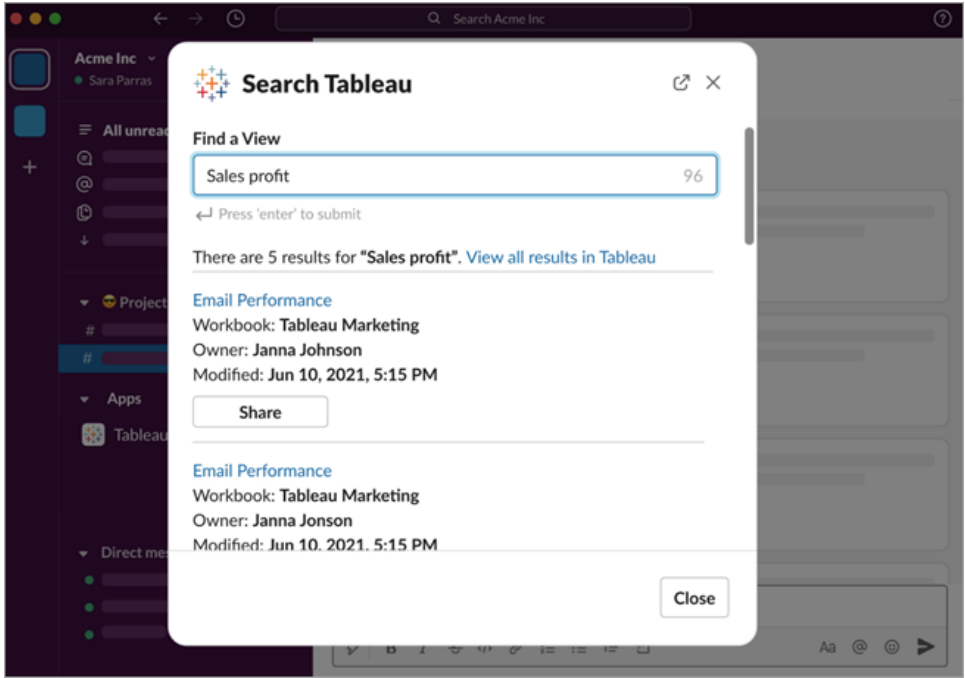 Search Acme Inc
Acme Inc
Sara Parras
All unread
Project
Apps
Tableau
Direct mes
Search Tableau
Find a View
Sales profit 96
Press 'enter' to submit
There are 5 results for “Sales profit”. View all results in Tableau
Email Performance
Workbook: Tableau Marketing
Owner: Janna Johnson
Modified: Jun 10, 2021, 5:15 PM
Share
Email Performance
Workbook: Tableau Marketing
Owner: Janna Jonson
Modified: Jun 10, 2021, 5:15 PM
Close
Aa @